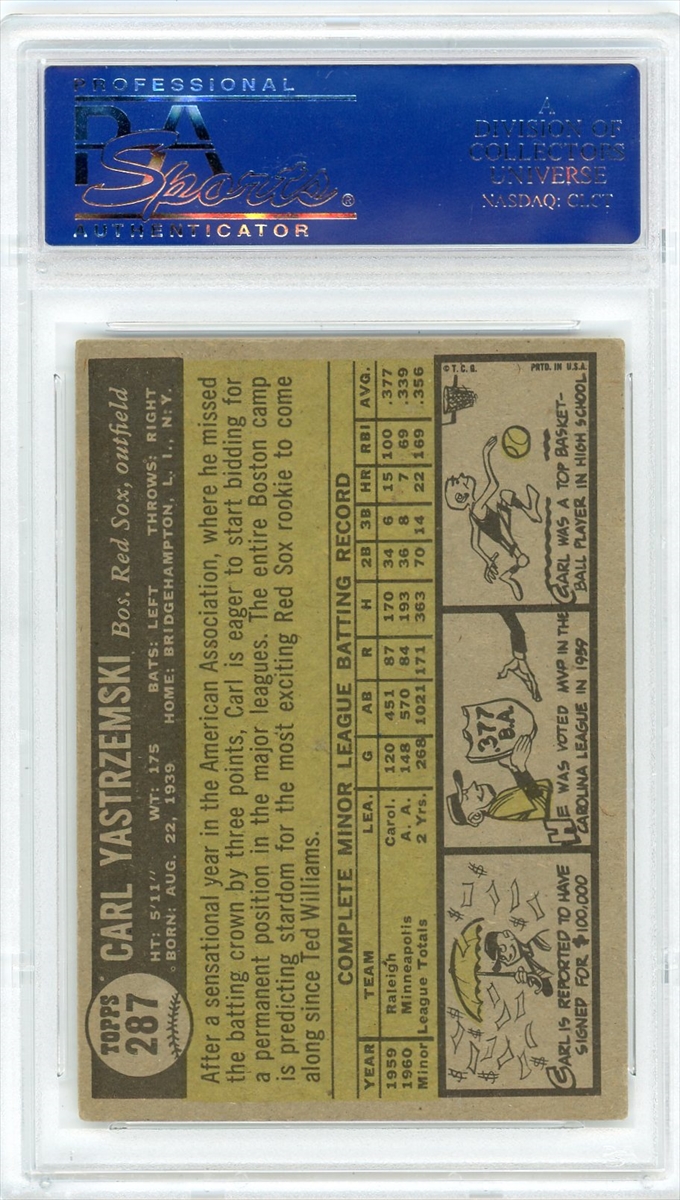 PROFESSIONAL
PSA
Sports®
AUTHENTICATOR
A
DIVISION OF
COLLECTORS
UNIVERSE
NASDAQ: CLCT
TOPPS
287
CARL YASTRZEMSKI Bos. Red Sox, outfield
HT: 5'11" WT: 175 BATS: LEFT THROWS: RIGHT
BORN: AUG. 22, 1939 HOME: BRIDGEHAMPTON, L. I., N. Y.
After a sensational year in the American Association, where he missed
the batting crown by three points, Carl is eager to start bidding for
a permanent position in the major leagues. The entire Boston camp
is predicting stardom for the most exciting Red Sox rookie to come
along since Ted Williams.
COMPLETE MINOR LEAGUE BATTING RECORD
YEAR TEAM LEA. G AB R H 2B 3B HR RBI AVG.
1959 Raleigh Carol. 120 451 87 170 34 6 15 100 .377
1960 Minneapolis A. A. 148 570 84 193 36 8 7 69 .339
Minor League Totals 2 Yrs. 268 1021 171 363 70 14 22 169 .356
CARL IS REPORTED TO HAVE
SIGNED FOR $100,000
.377
B.A.
HE WAS VOTED MVP IN THE
CAROLINA LEAGUE IN 1959
© T. C. G. PRTD. IN U.S.A.
CARL WAS A TOP BASKET-
BALL PLAYER IN HIGH SCHOOL